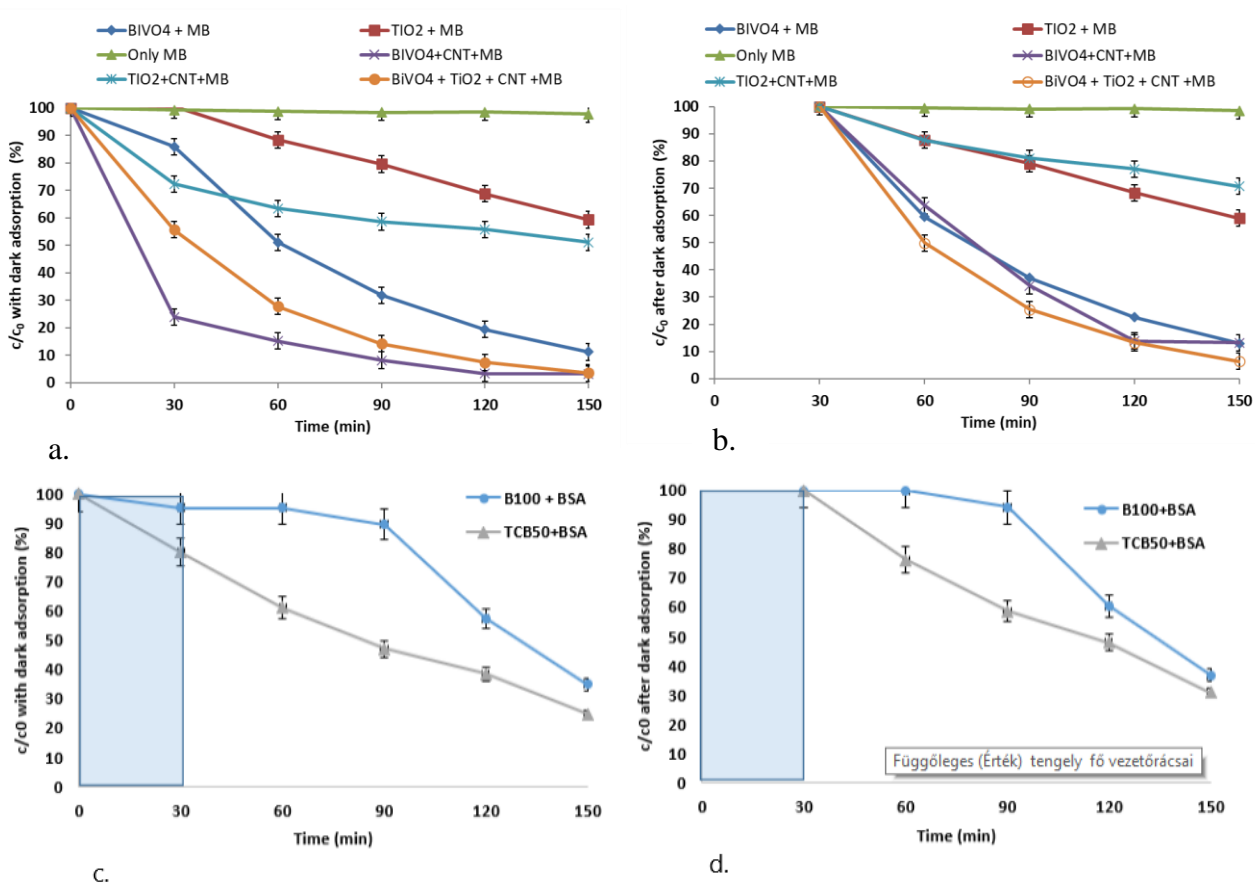 BIVO4 + MB
TIO2 + MB
Only MB
BIVO4+CNT+MB
TIO2+CNT+MB
BiVO4 + TiO2 + CNT +MB
c/c0 with dark adsorption (%)
100
90
80
70
60
50
40
30
20
10
0
0 30 60 90 120 150
Time (min)
a.
BIVO4 + MB
TIO2 + MB
Only MB
BIVO4+CNT+MB
TIO2+CNT+MB
BiVO4 + TiO2 + CNT +MB
c/c0 after dark adsorption (%)
100
90
80
70
60
50
40
30
20
10
0
0 30 60 90 120 150
Time (min)
b.
B100 + BSA
TCB50+BSA
c/c0 with dark adsorption (%)
100
90
80
70
60
50
40
30
20
10
0
0 30 60 90 120 150
Time (min)
c.
B100+BSA
TCB50+BSA
c/c0 after dark adsorption (%)
100
90
80
70
60
50
40
30
20
10
0
Függőleges (Érték) tengely fő vezetőrácsai
0 30 60 90 120 150
Time (min)
d.